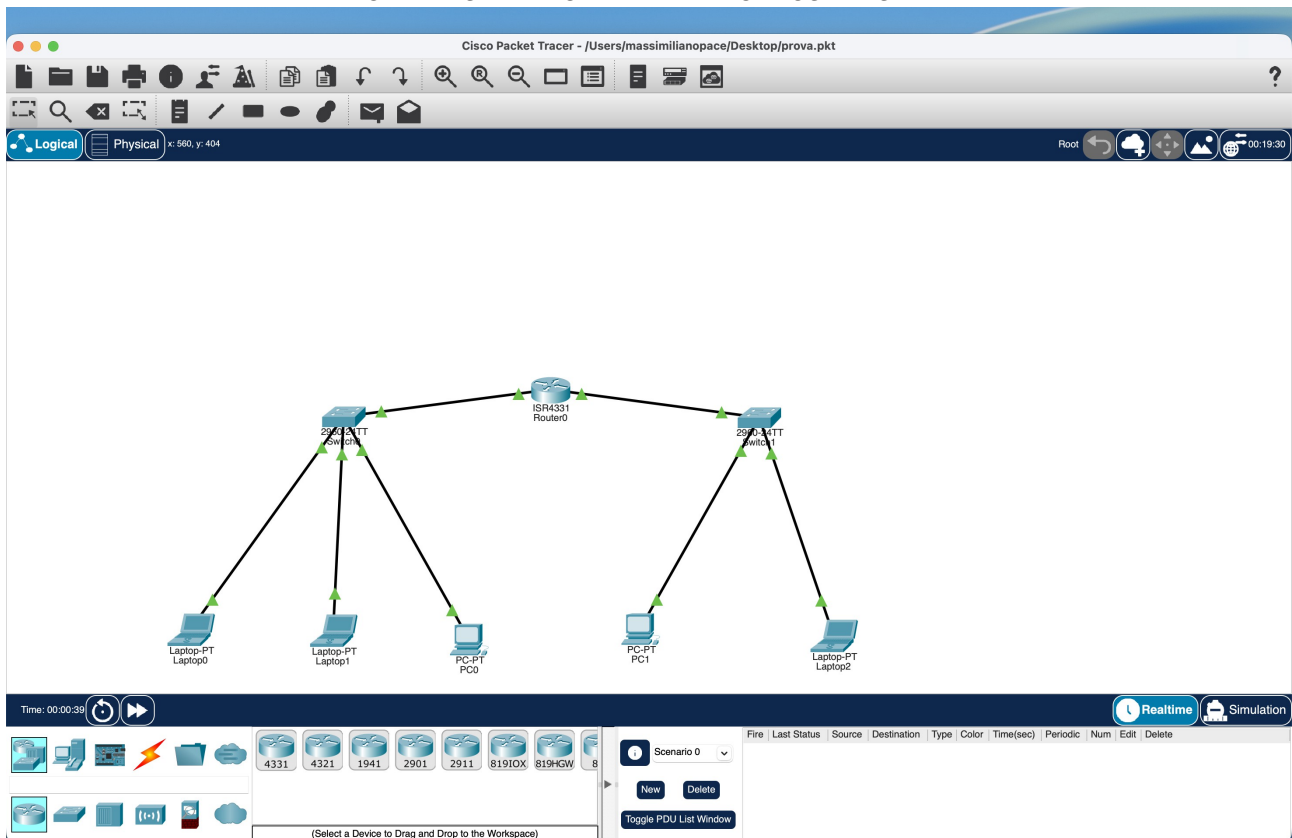 Cisco Packet Tracer - /Users/massimilianopace/Desktop/prova.pkt
?
Logical Physical x: 560, y: 404 Root 00:19:30
ISR4331
Router0
2960-24TT
Switch0
2960-24TT
Switch1
Laptop-PT
Laptop0
Laptop-PT
Laptop1
PC-PT
PC0
PC-PT
PC1
Laptop-PT
Laptop2
Time: 00:00:39 Realtime Simulation
4331 4321 1941 2901 2911 819IOX 819HGW 8
(Select a Device to Drag and Drop to the Workspace)
Scenario 0
New Delete
Toggle PDU List Window
Fire Last Status Source Destination Type Color Time(sec) Periodic Num Edit Delete